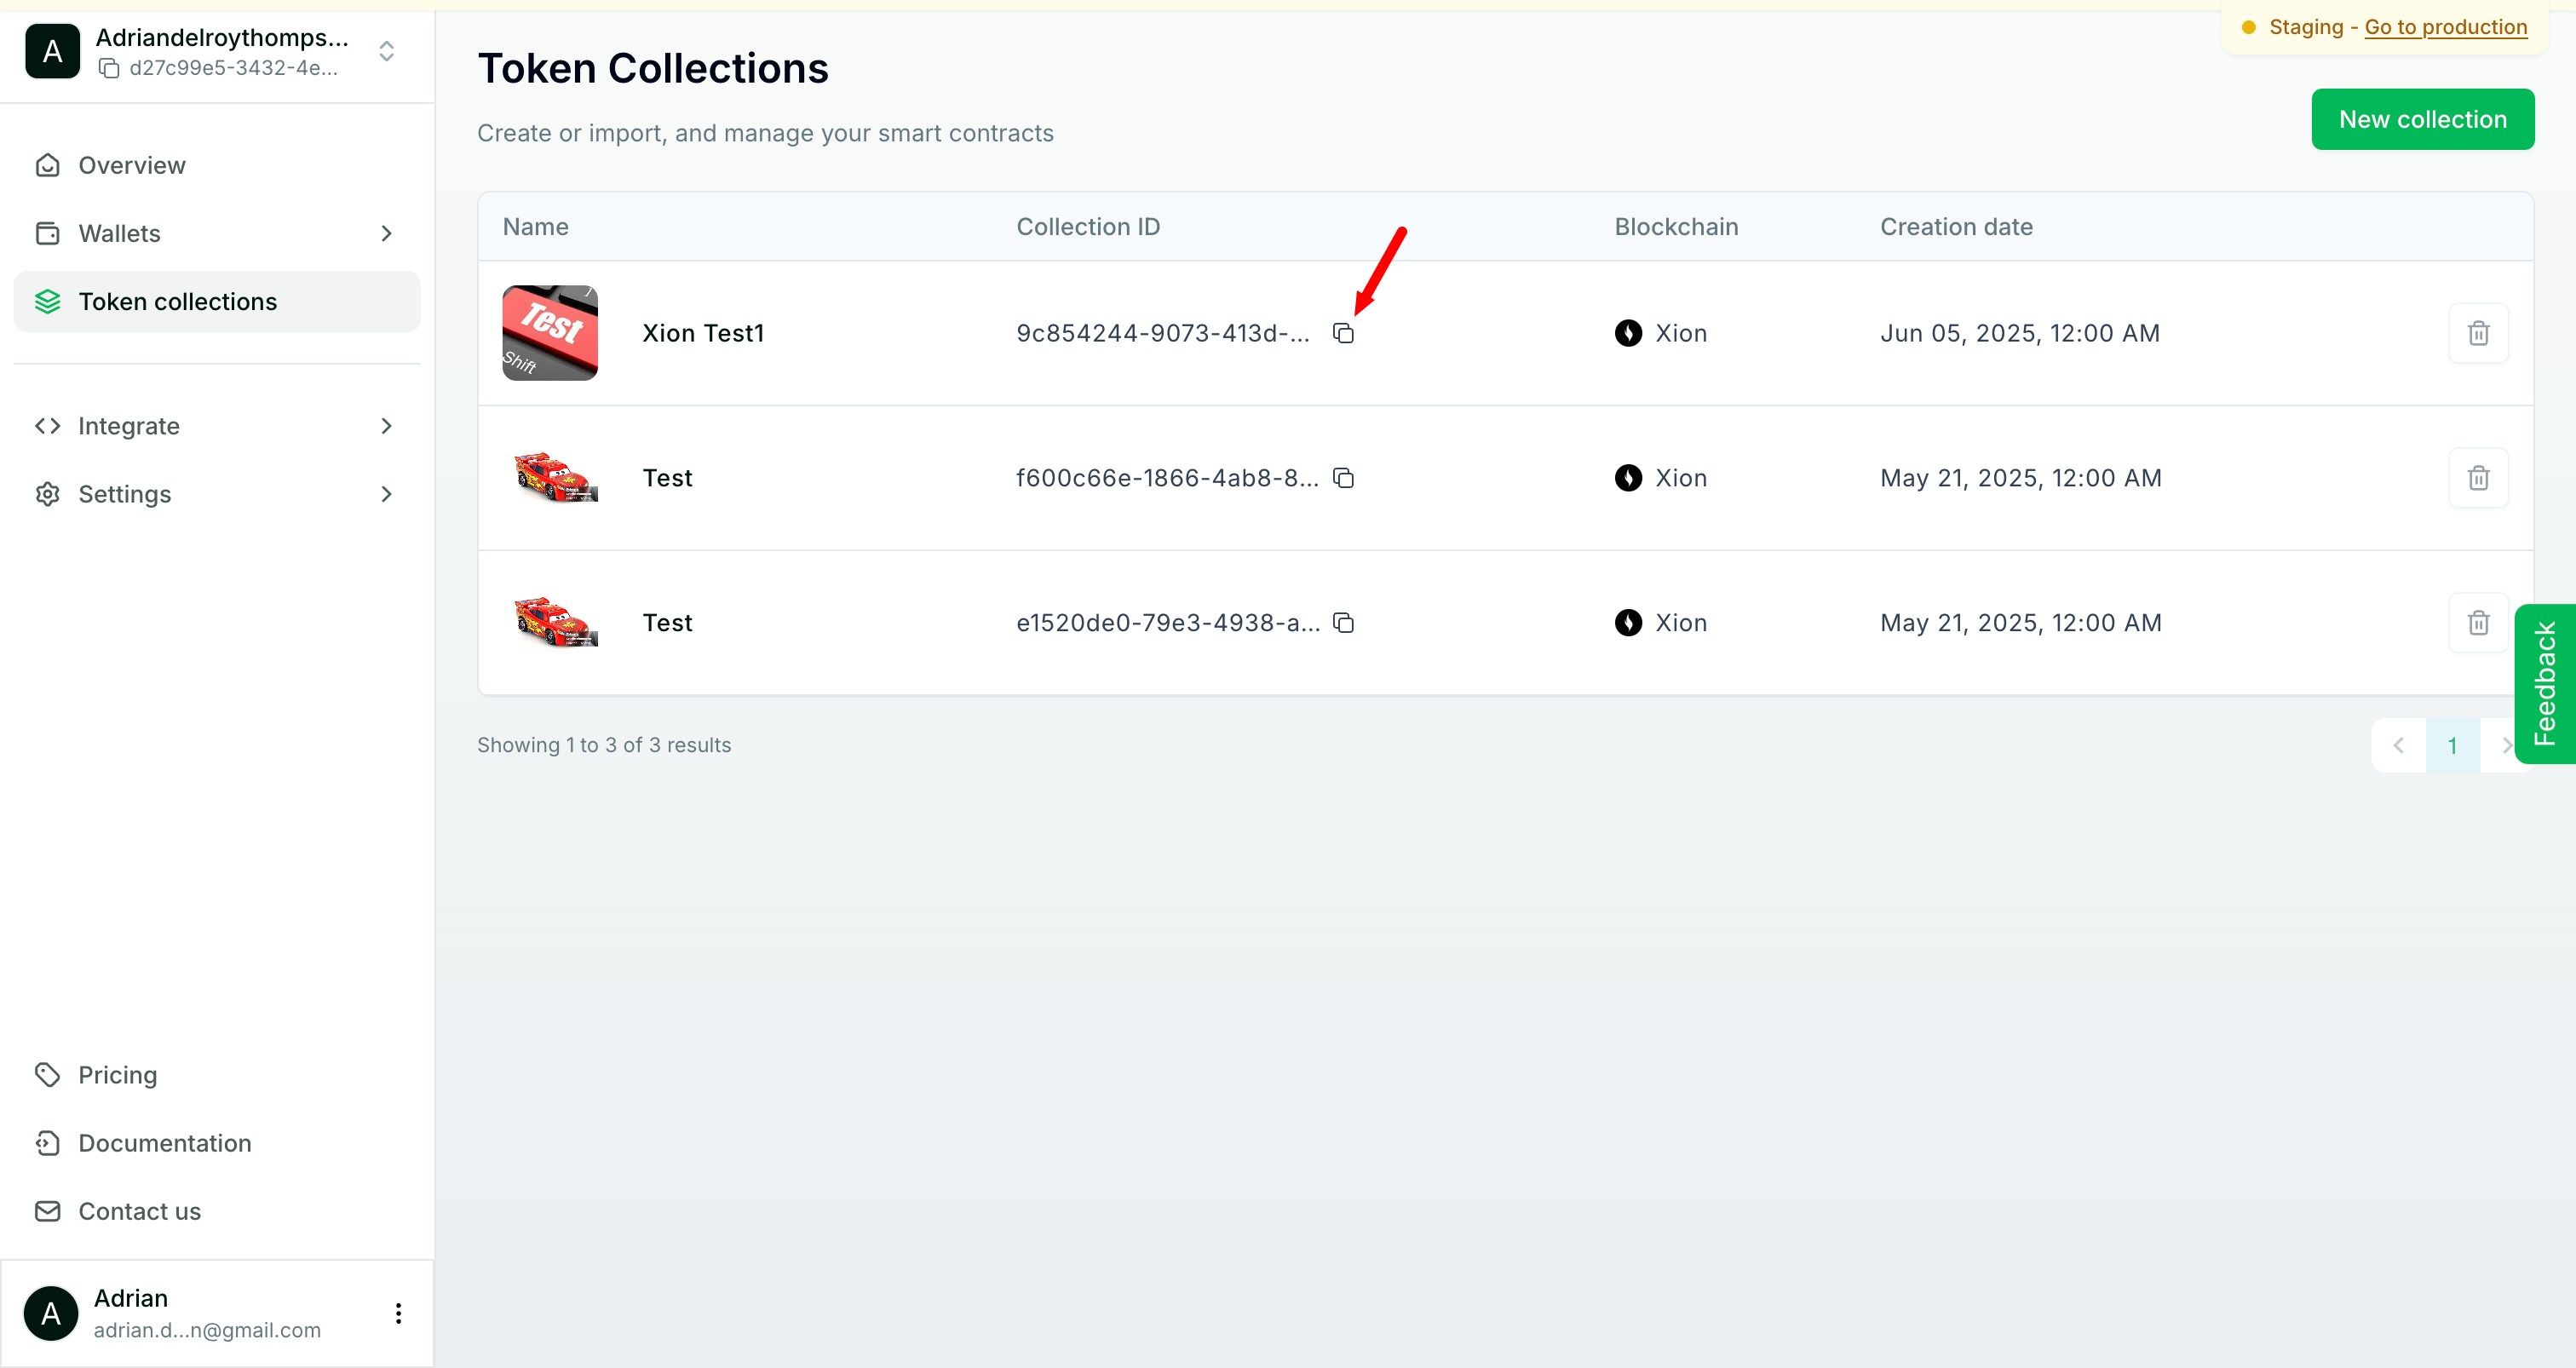 A
Adriandelroythomps...
d27c99e5-3432-4e...
Overview
Wallets
Token collections
Integrate
Settings
Pricing
Documentation
Contact us
A
Adrian
adrian.d...n@gmail.com
Staging - Go to production
Token Collections
Create or import, and manage your smart contracts
New collection
Name Collection ID Blockchain Creation date
Test
Shift
Xion Test1 9c854244-9073-413d-... Xion Jun 05, 2025, 12:00 AM
Test f600c66e-1866-4ab8-8... Xion May 21, 2025, 12:00 AM
Test e1520de0-79e3-4938-a... Xion May 21, 2025, 12:00 AM
Showing 1 to 3 of 3 results
1
Feedback